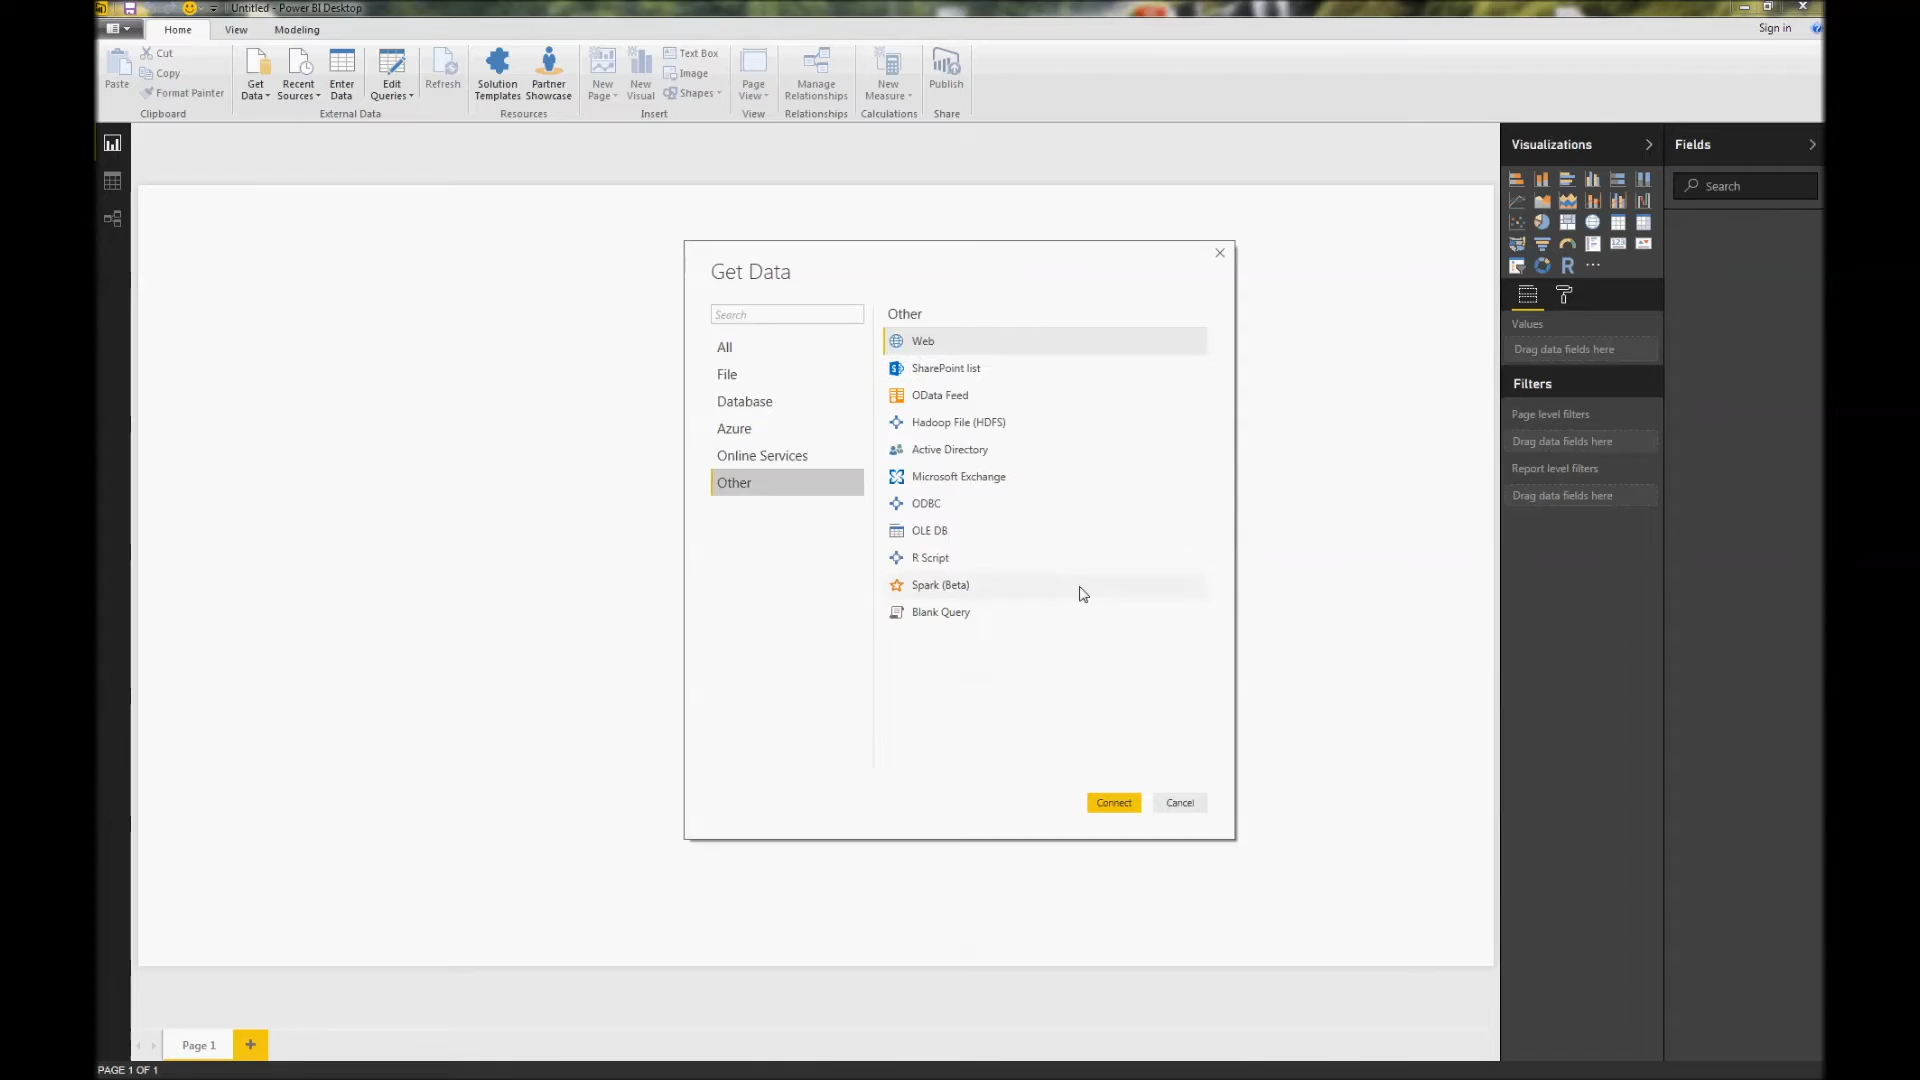 Untitled - Power BI Desktop
Home View Modeling Sign in
Paste
Cut
Copy
Format Painter
Clipboard
Get Data
Recent Sources
Enter Data
Edit Queries
External Data
Refresh
Solution Templates
Partner Showcase
Resources
New Page
New Visual
Text Box
Image
Shapes
Insert
Page View
View
Manage Relationships
Relationships
New Measure
Calculations
Publish
Share
Get Data
Search
All
File
Database
Azure
Online Services
Other
Other
Web
SharePoint list
OData Feed
Hadoop File (HDFS)
Active Directory
Microsoft Exchange
ODBC
OLE DB
R Script
Spark (Beta)
Blank Query
Connect
Cancel
Visualizations
R
Values
Drag data fields here
Filters
Page level filters
Drag data fields here
Report level filters
Drag data fields here
Fields
Search
Page 1
+
PAGE 1 OF 1